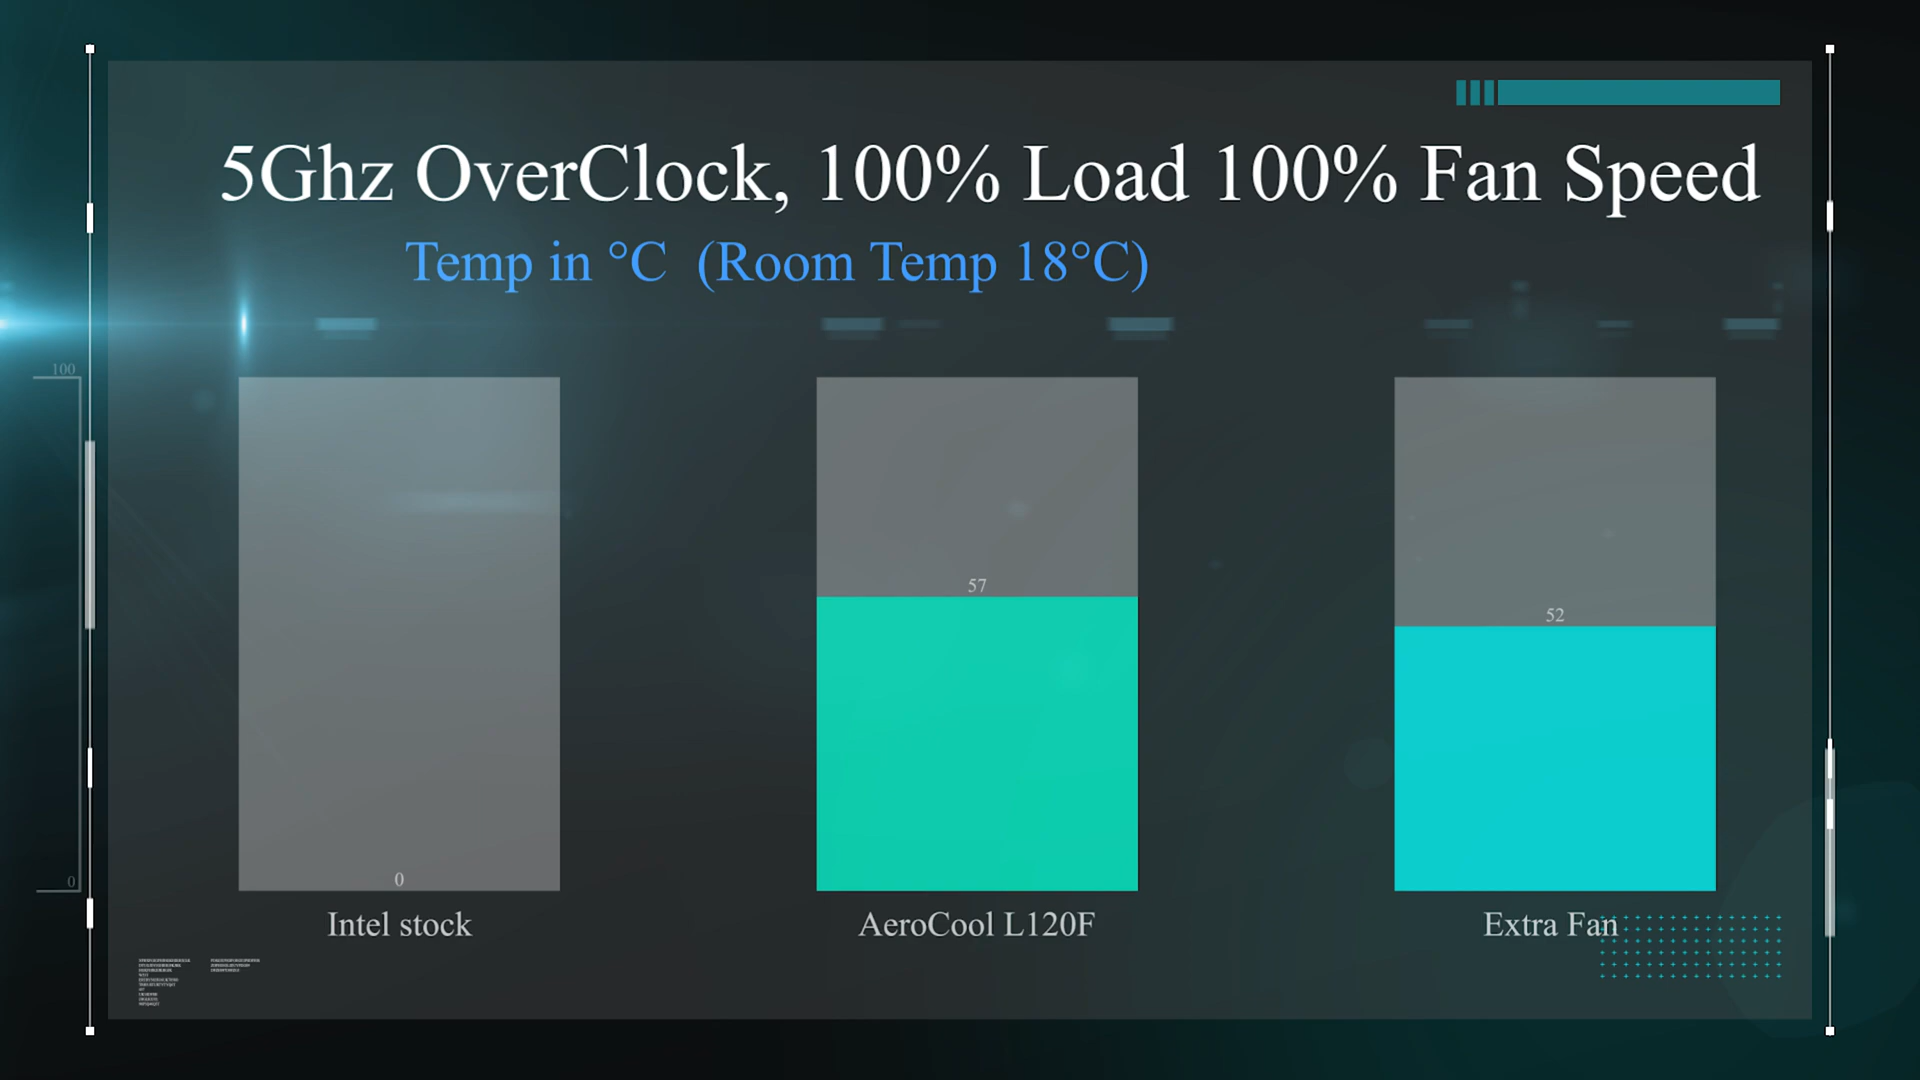 5Ghz OverClock, 100% Load 100% Fan Speed
Temp in °C (Room Temp 18°C)
100
57
52
0
0
Intel stock
AeroCool L120F
Extra Fan